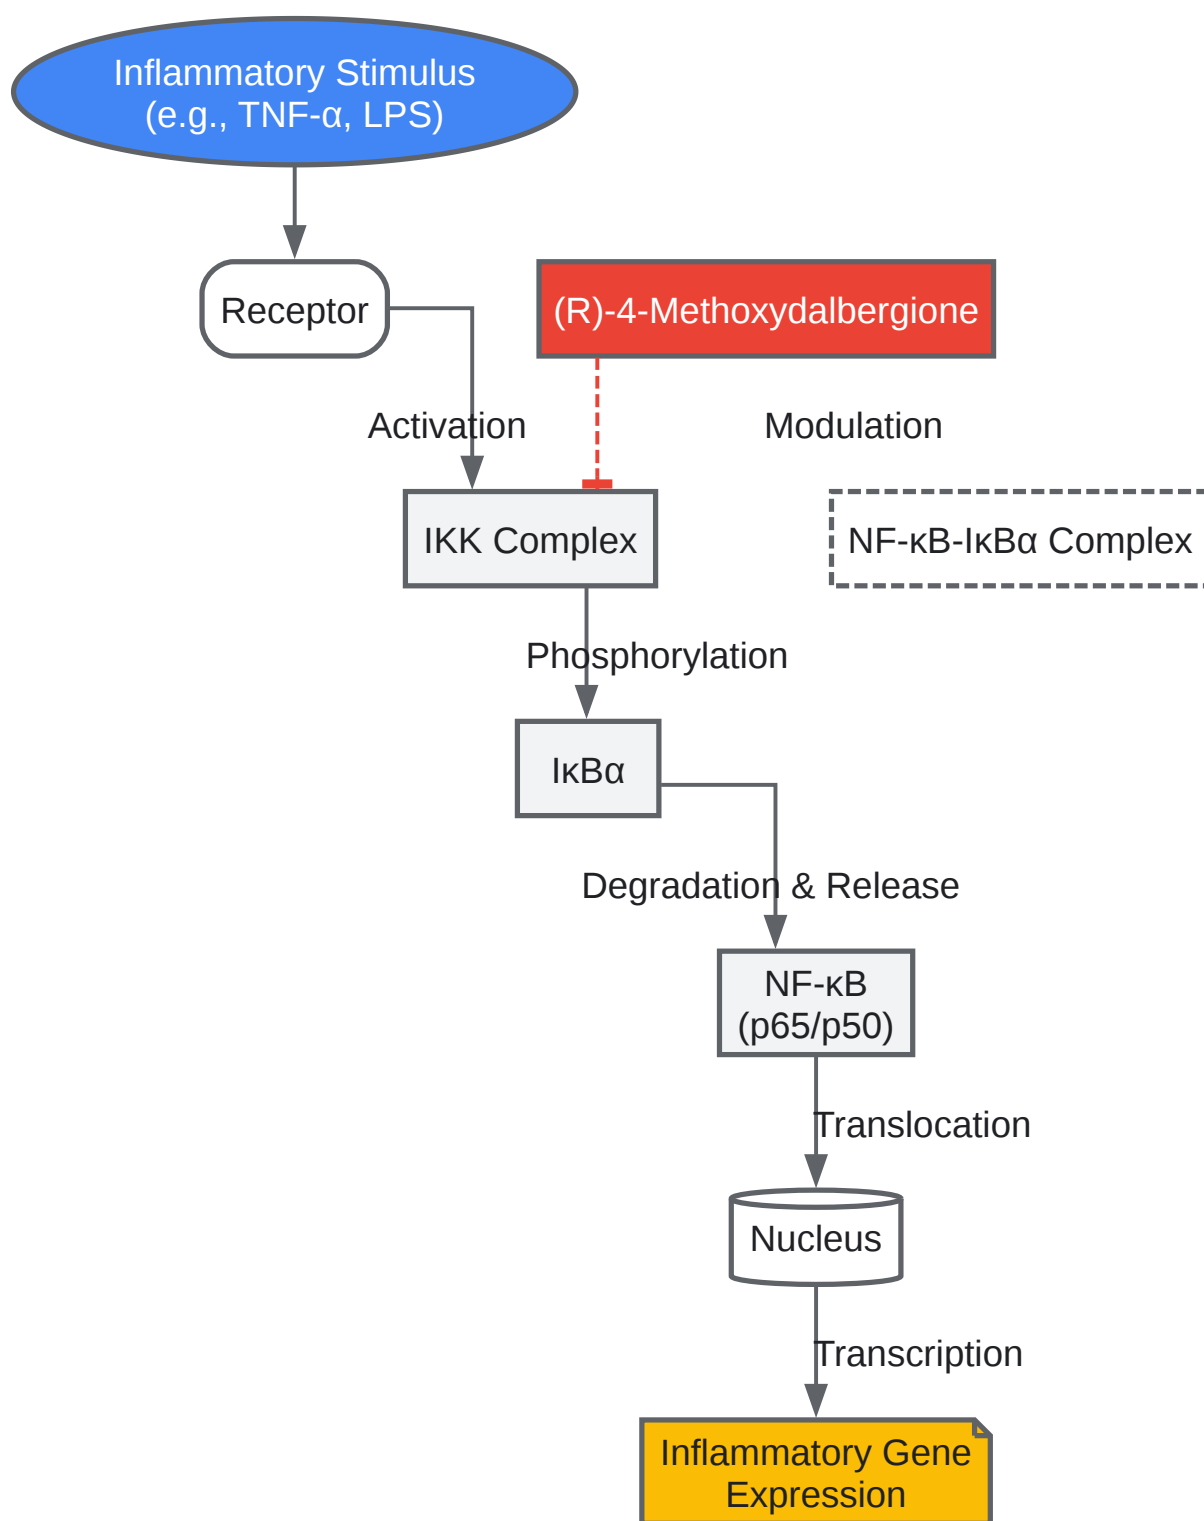 Inflammatory Stimulus
(e.g., TNF-α, LPS)
Receptor
(R)-4-Methoxydalbergione
Activation
Modulation
IKK Complex
NF-κB-IκBα Complex
Phosphorylation
IκBα
Degradation & Release
NF-κB
(p65/p50)
Translocation
Nucleus
Transcription
Inflammatory Gene
Expression